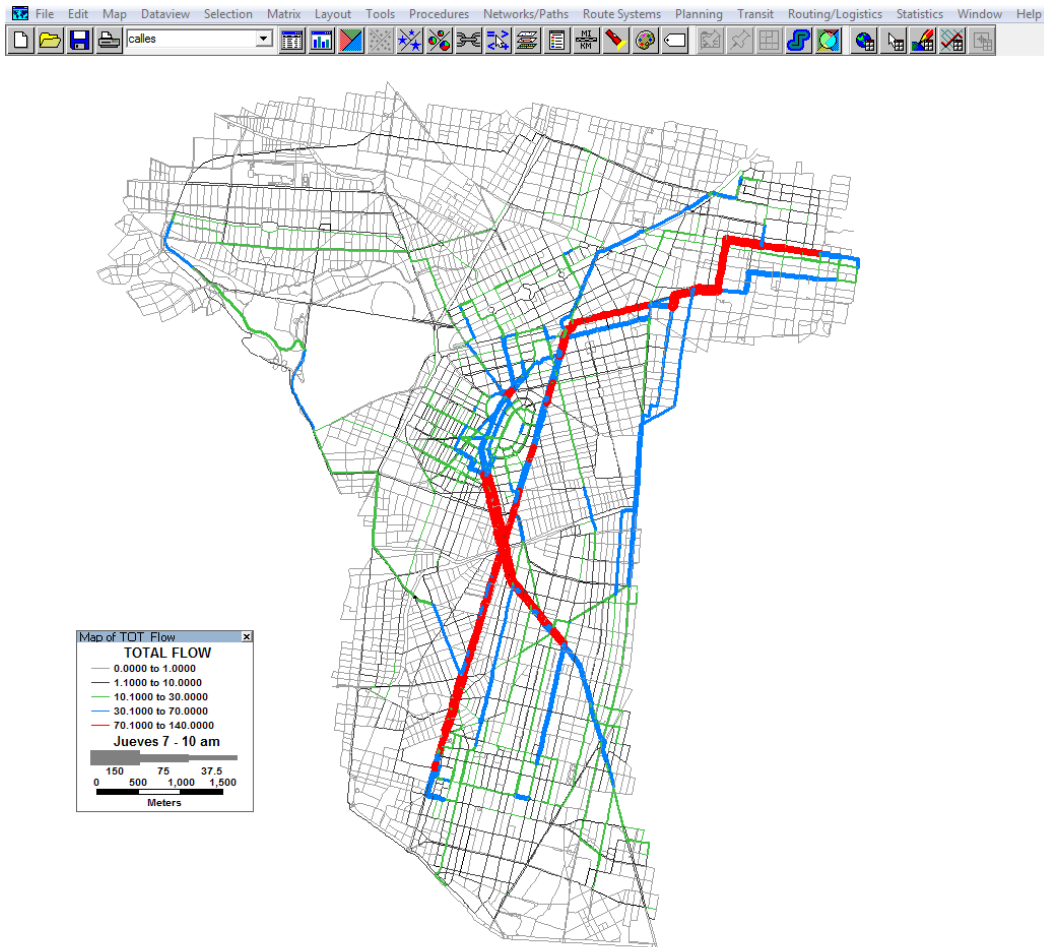 File Edit Map Dataview Selection Matrix Layout Tools Procedures Networks/Paths Route Systems Planning Transit Routing/Logistics Statistics Window Help
calles
MI
KM
Map of TOT_Flow
TOTAL FLOW
0.0000 to 1.0000
1.1000 to 10.0000
10.1000 to 30.0000
30.1000 to 70.0000
70.1000 to 140.0000
Jueves 7 - 10 am
150 75 37.5
0 500 1,000 1,500
Meters